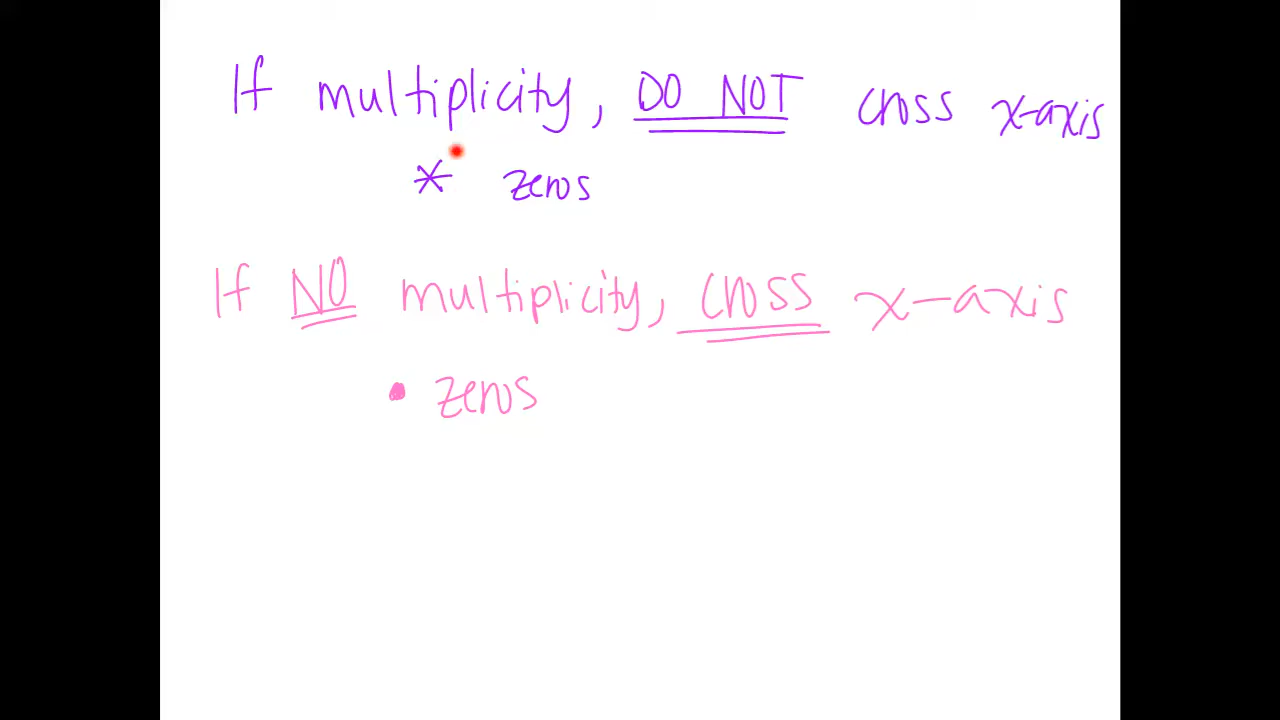 If multiplicity, DO NOT cross x-axis
* zeros
If NO multiplicity, cross x-axis
• zeros